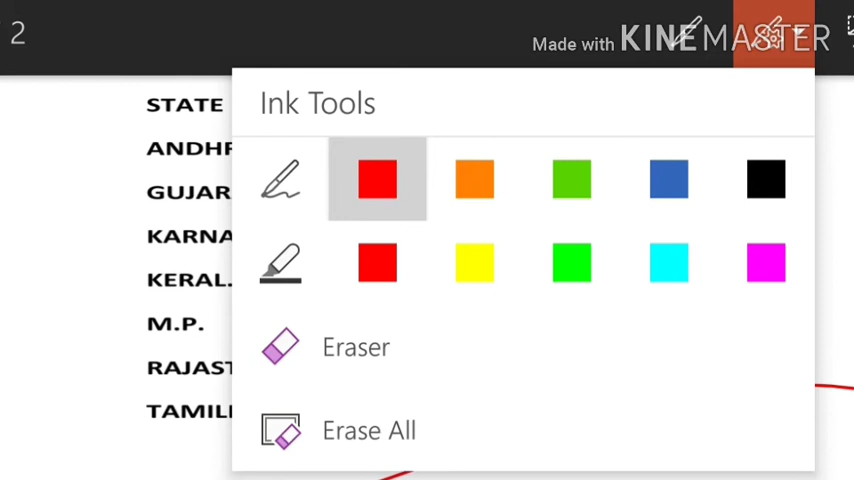 2
Made with KINEMASTER
Ink Tools
STATE
ANDHR
GUJAR
KARNA
KERAL
M.P.
RAJAST
TAMIL
Eraser
Erase All